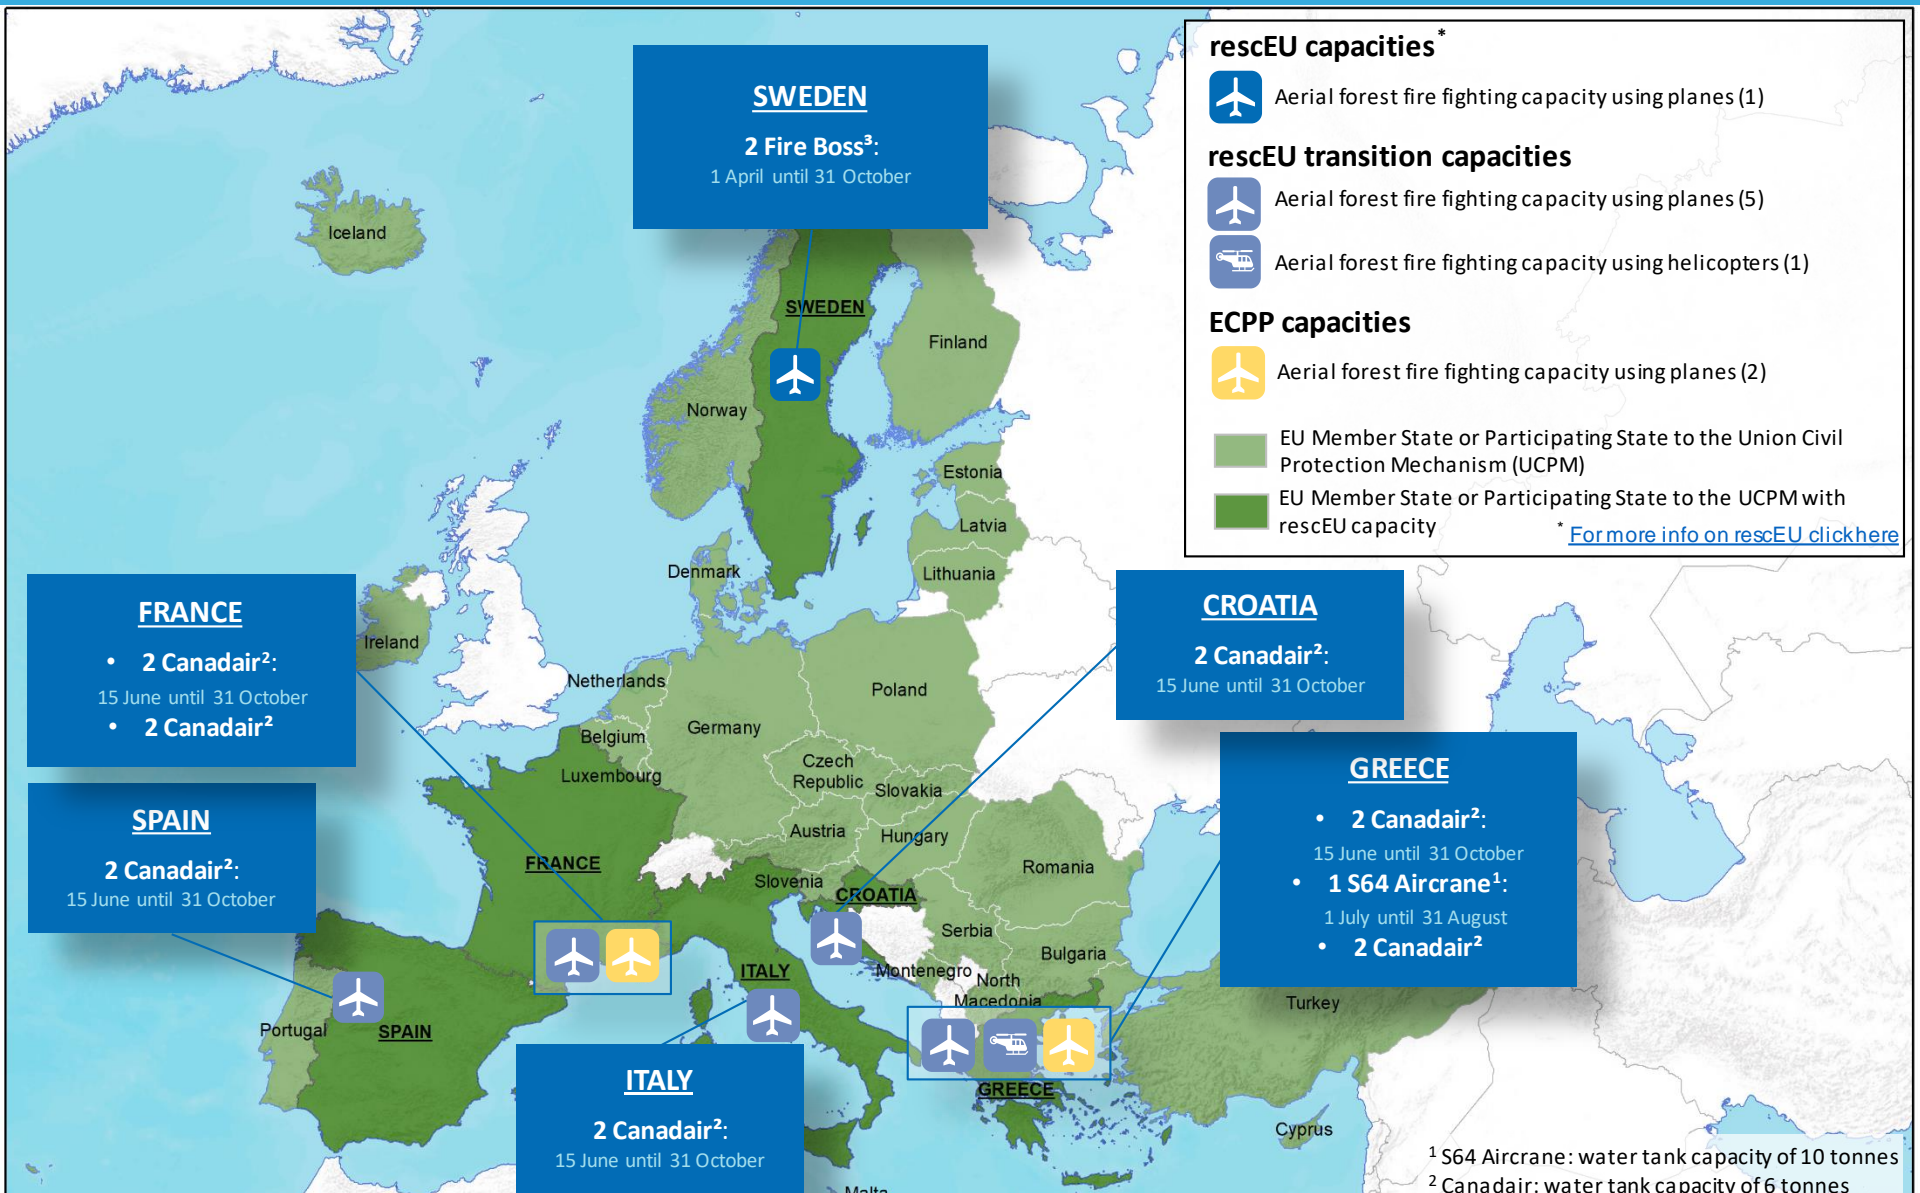 rescEU capacities*
Aerial forest fire fighting capacity using planes (1)
rescEU transition capacities
Aerial forest fire fighting capacity using planes (5)
Aerial forest fire fighting capacity using helicopters (1)
ECPP capacities
Aerial forest fire fighting capacity using planes (2)
EU Member State or Participating State to the Union Civil
Protection Mechanism (UCPM)
EU Member State or Participating State to the UCPM with
rescEU capacity
* For more info on rescEU click here
SWEDEN
2 Fire Boss³:
1 April until 31 October
Iceland
SWEDEN
Finland
Norway
Estonia
Latvia
Lithuania
Denmark
FRANCE
• 2 Canadair²:
15 June until 31 October
• 2 Canadair²
Ireland
CROATIA
2 Canadair²:
15 June until 31 October
Netherlands
Poland
Germany
Belgium
Luxembourg
Czech
Republic
Slovakia
GREECE
• 2 Canadair²:
15 June until 31 October
• 1 S64 Aircrane¹:
1 July until 31 August
• 2 Canadair²
SPAIN
2 Canadair²:
15 June until 31 October
Austria
Hungary
FRANCE
Romania
Slovenia
CROATIA
Serbia
Bulgaria
ITALY
Montenegro
North
Macedonia
Turkey
Portugal
SPAIN
GREECE
ITALY
2 Canadair²:
15 June until 31 October
Cyprus
Malta
¹ S64 Aircrane: water tank capacity of 10 tonnes
² Canadair: water tank capacity of 6 tonnes